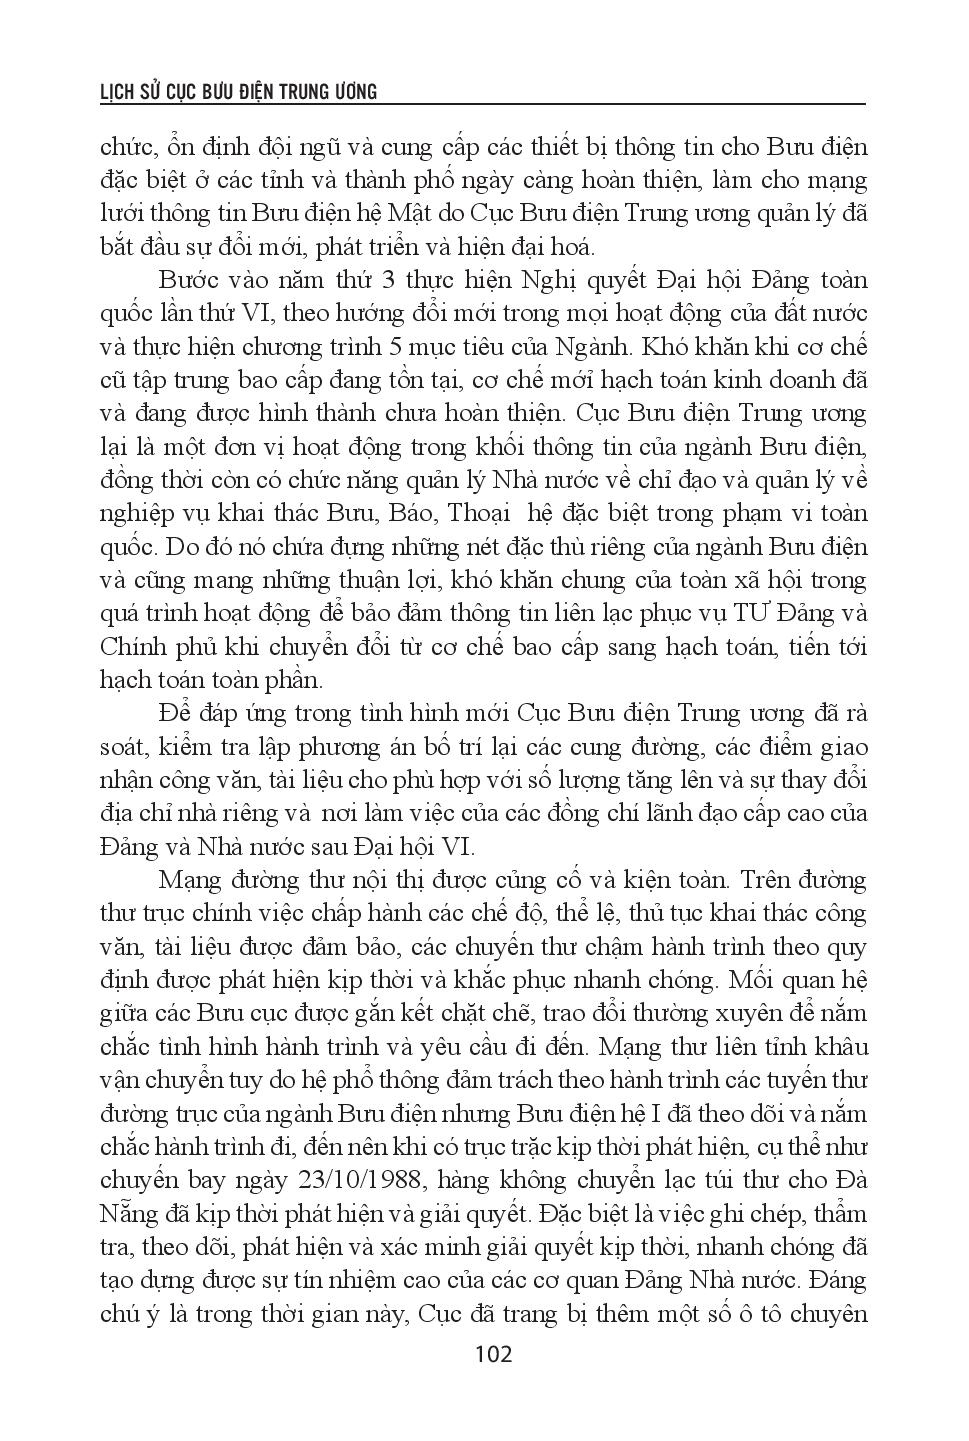 LỊCH SỬ CỤC BƯU ĐIỆN TRUNG ƯƠNG
chức, ổn định đội ngũ và cung cấp các thiết bị thông tin cho Bưu điện
đặc biệt ở các tỉnh và thành phố ngày càng hoàn thiện, làm cho mạng
lưới thông tin Bưu điện hệ Mật do Cục Bưu điện Trung ương quản lý đã
bắt đầu sự đổi mới, phát triển và hiện đại hoá.
Bước vào năm thứ 3 thực hiện Nghị quyết Đại hội Đảng toàn
quốc lần thứ VI, theo hướng đổi mới trong mọi hoạt động của đất nước
và thực hiện chương trình 5 mục tiêu của Ngành. Khó khăn khi cơ chế
cũ tập trung bao cấp đang tồn tại, cơ chế mới hạch toán kinh doanh đã
và đang được hình thành chưa hoàn thiện. Cục Bưu điện Trung ương
lại là một đơn vị hoạt động trong khối thông tin của ngành Bưu điện,
đồng thời còn có chức năng quản lý Nhà nước về chỉ đạo và quản lý về
nghiệp vụ khai thác Bưu, Báo, Thoại  hệ đặc biệt trong phạm vi toàn
quốc. Do đó nó chứa đựng những nét đặc thù riêng của ngành Bưu điện
và cũng mang những thuận lợi, khó khăn chung của toàn xã hội trong
quá trình hoạt động để bảo đảm thông tin liên lạc phục vụ TƯ Đảng và
Chính phủ khi chuyển đổi từ cơ chế bao cấp sang hạch toán, tiến tới
hạch toán toàn phần.
Để đáp ứng trong tình hình mới Cục Bưu điện Trung ương đã rà
soát, kiểm tra lập phương án bố trí lại các cung đường, các điểm giao
nhận công văn, tài liệu cho phù hợp với số lượng tăng lên và sự thay đổi
địa chỉ nhà riêng và  nơi làm việc của các đồng chí lãnh đạo cấp cao của
Đảng và Nhà nước sau Đại hội VI.
Mạng đường thư nội thị được củng cố và kiện toàn. Trên đường
thư trục chính việc chấp hành các chế độ, thể lệ, thủ tục khai thác công
văn, tài liệu được đảm bảo, các chuyến thư chậm hành trình theo quy
định được phát hiện kịp thời và khắc phục nhanh chóng. Mối quan hệ
giữa các Bưu cục được gắn kết chặt chẽ, trao đổi thường xuyên để nắm
chắc tình hình hành trình và yêu cầu đi đến. Mạng thư liên tỉnh khâu
vận chuyển tuy do hệ phổ thông đảm trách theo hành trình các tuyến thư
đường trục của ngành Bưu điện nhưng Bưu điện hệ I đã theo dõi và nắm
chắc hành trình đi, đến nên khi có trục trặc kịp thời phát hiện, cụ thể như
chuyến bay ngày 23/10/1988, hàng không chuyển lạc túi thư cho Đà
Nẵng đã kịp thời phát hiện và giải quyết. Đặc biệt là việc ghi chép, thẩm
tra, theo dõi, phát hiện và xác minh giải quyết kịp thời, nhanh chóng đã
tạo dựng được sự tín nhiệm cao của các cơ quan Đảng Nhà nước. Đáng
chú ý là trong thời gian này, Cục đã trang bị thêm một số ô tô chuyên
102